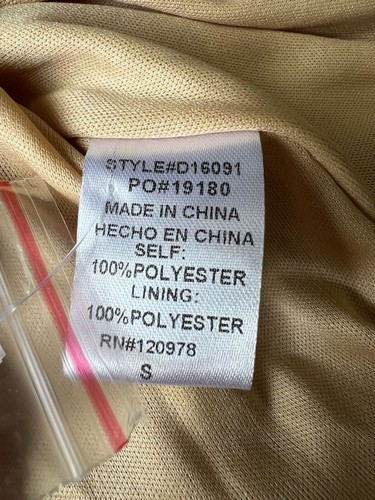 STYLE#D16091
PO#19180
MADE IN CHINA
HECHO EN CHINA
SELF:
100%POLYESTER
LINING:
100%POLYESTER
RN#120978
S